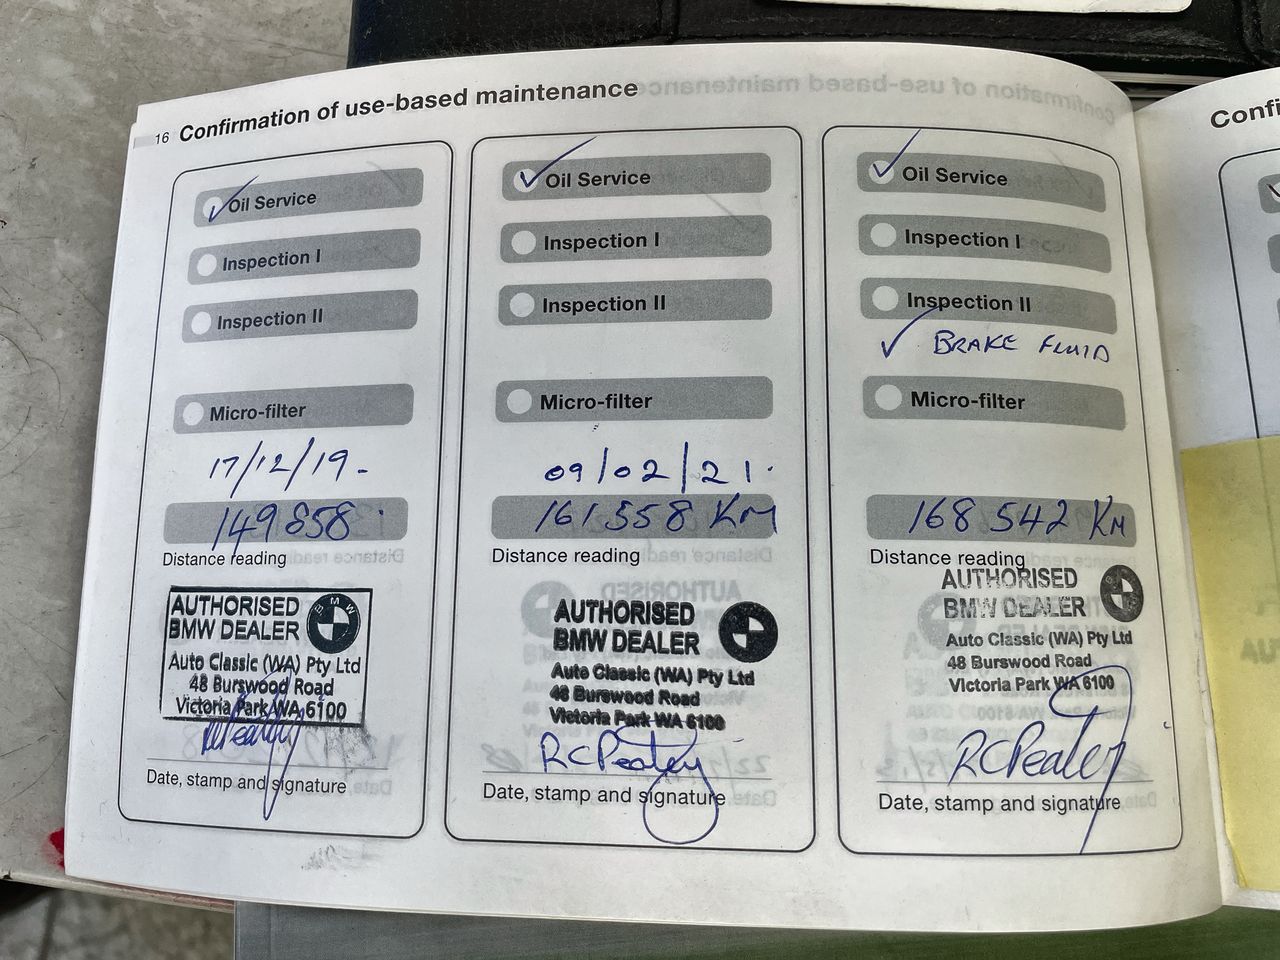 16 Confirmation of use-based maintenance
Oil Service
Inspection I
Inspection II
Micro-filter
17/12/19.
149858.
Distance reading
AUTHORISED
BMW DEALER
BMW
Auto Classic (WA) Pty Ltd
48 Burswood Road
Victoria Park WA 6100
Date, stamp and signature
Oil Service
Inspection I
Inspection II
Micro-filter
09/02/21.
161558 KM
Distance reading
AUTHORISED
BMW DEALER
Auto Classic (WA) Pty Ltd
48 Burswood Road
Victoria Park WA 6100
Date, stamp and signature
Oil Service
Inspection I
Inspection II
BRAKE FLUID
Micro-filter
168542 KM
Distance reading
AUTHORISED
BMW DEALER
Auto Classic (WA) Pty Ltd
48 Burswood Road
Victoria Park WA 6100
Date, stamp and signature
Confi